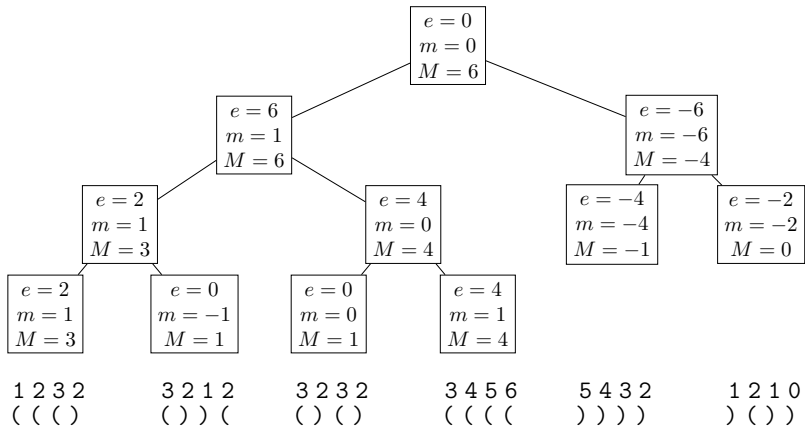 e = 0
m = 0
M = 6
e = 6
m = 1
M = 6
e = −6
m = −6
M = −4
e = 2
m = 1
M = 3
e = 4
m = 0
M = 4
e = −4
m = −4
M = −1
e = −2
m = −2
M = 0
e = 2
m = 1
M = 3
e = 0
m = −1
M = 1
e = 0
m = 0
M = 1
e = 4
m = 1
M = 4
1 2 3 2 3 2 1 2 3 2 3 2 3 4 5 6 5 4 3 2 1 2 1 0
( ( ( ) ( ) ) ( ( ) ( ) ( ( ( ( ) ) ) ) ) ( ) )